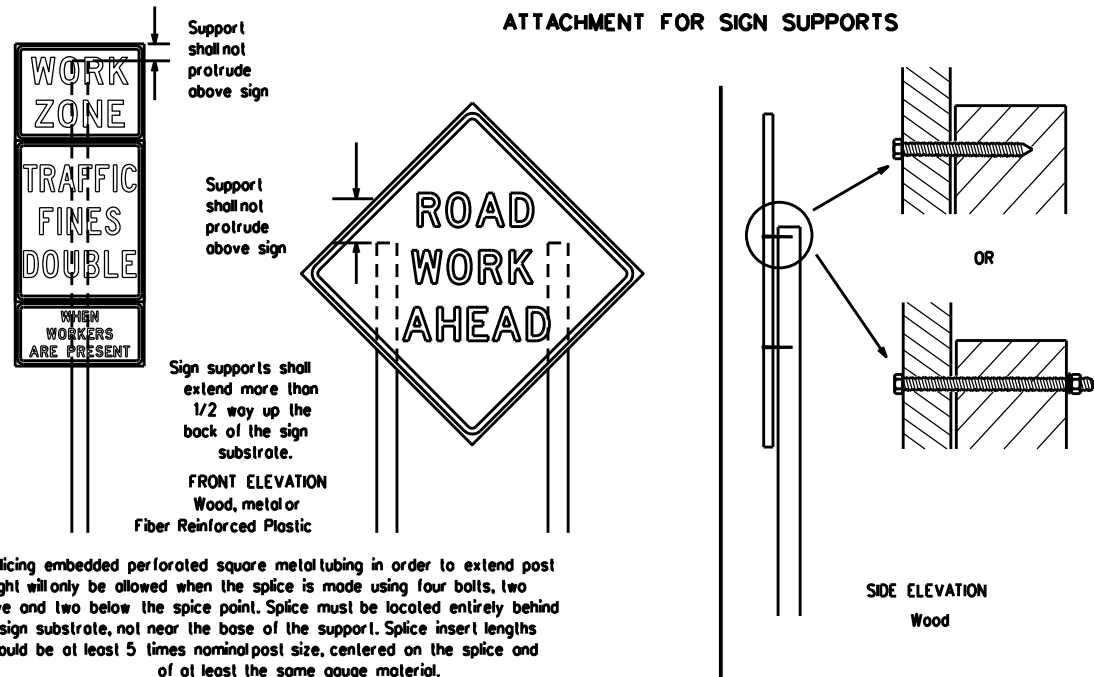 ATTACHMENT FOR SIGN SUPPORTS
Support
shall not
protrude
above sign
WORK
ZONE
TRAFFIC
FINES
DOUBLE
WHEN
WORKERS
ARE PRESENT
Support
shall not
protrude
above sign
ROAD
WORK
AHEAD
Sign supports shall
extend more than
1/2 way up the
back of the sign
substrate.
FRONT ELEVATION
Wood, metal or
Fiber Reinforced Plastic
OR
SIDE ELEVATION
Wood
licing embedded perforated square metal tubing in order to extend post
ght will only be allowed when the splice is made using four bolts, two
ve and two below the spice point. Splice must be located entirely behind
sign substrate, not near the base of the support. Splice insert lengths
ould be at least 5 times nominal post size, centered on the splice and
of at least the same gauge material.